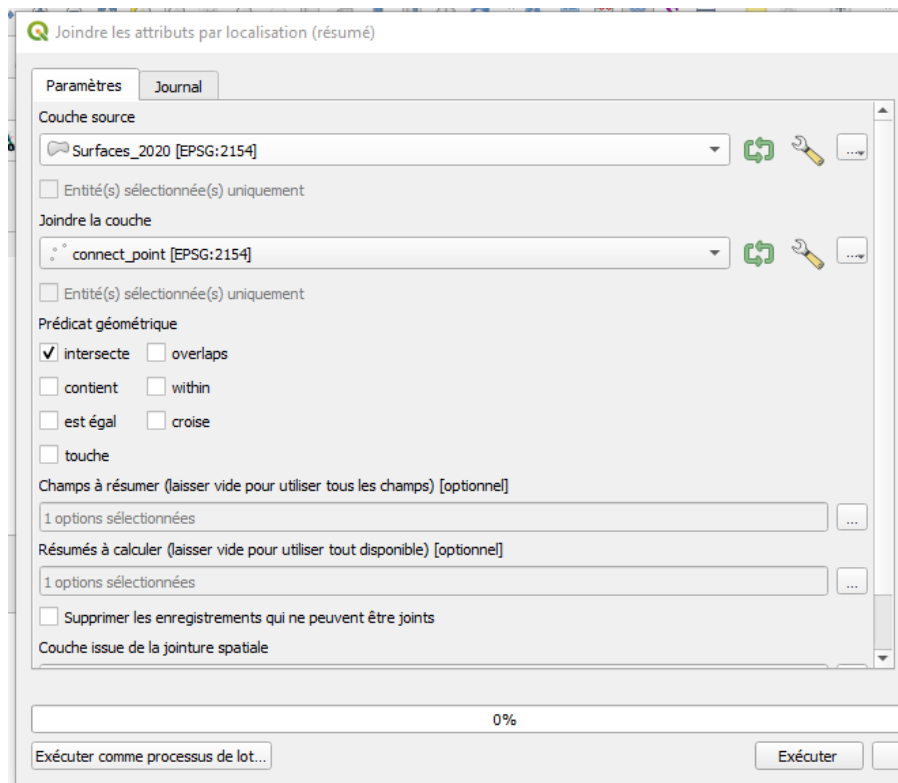 Joindre les attributs par localisation (résumé)
Paramètres
Journal
Couche source
Surfaces_2020 [EPSG:2154]
...
Entité(s) sélectionnée(s) uniquement
Joindre la couche
connect_point [EPSG:2154]
...
Entité(s) sélectionnée(s) uniquement
Prédicat géométrique
intersecte overlaps
contient within
est égal croise
touche
Champs à résumer (laisser vide pour utiliser tous les champs) [optionnel]
1 options sélectionnées ...
Résumés à calculer (laisser vide pour utiliser tout disponible) [optionnel]
1 options sélectionnées ...
Supprimer les enregistrements qui ne peuvent être joints
Couche issue de la jointure spatiale
0%
Exécuter comme processus de lot... Exécuter